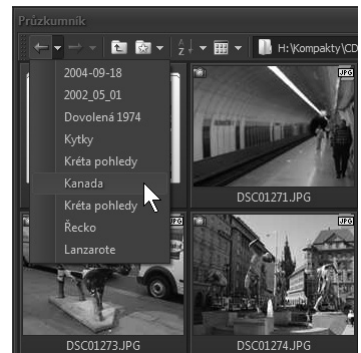 Průzkumník
H:\Kompakty\CD
2004-09-18
2002_05_01
Dovolená 1974
Kytky
Kréta pohledy
Kanada
Kréta pohledy
Řecko
Lanzarote
JPG
DSC01271.JPG
JPG
DSC01273.JPG
JPG
DSC01274.JPG